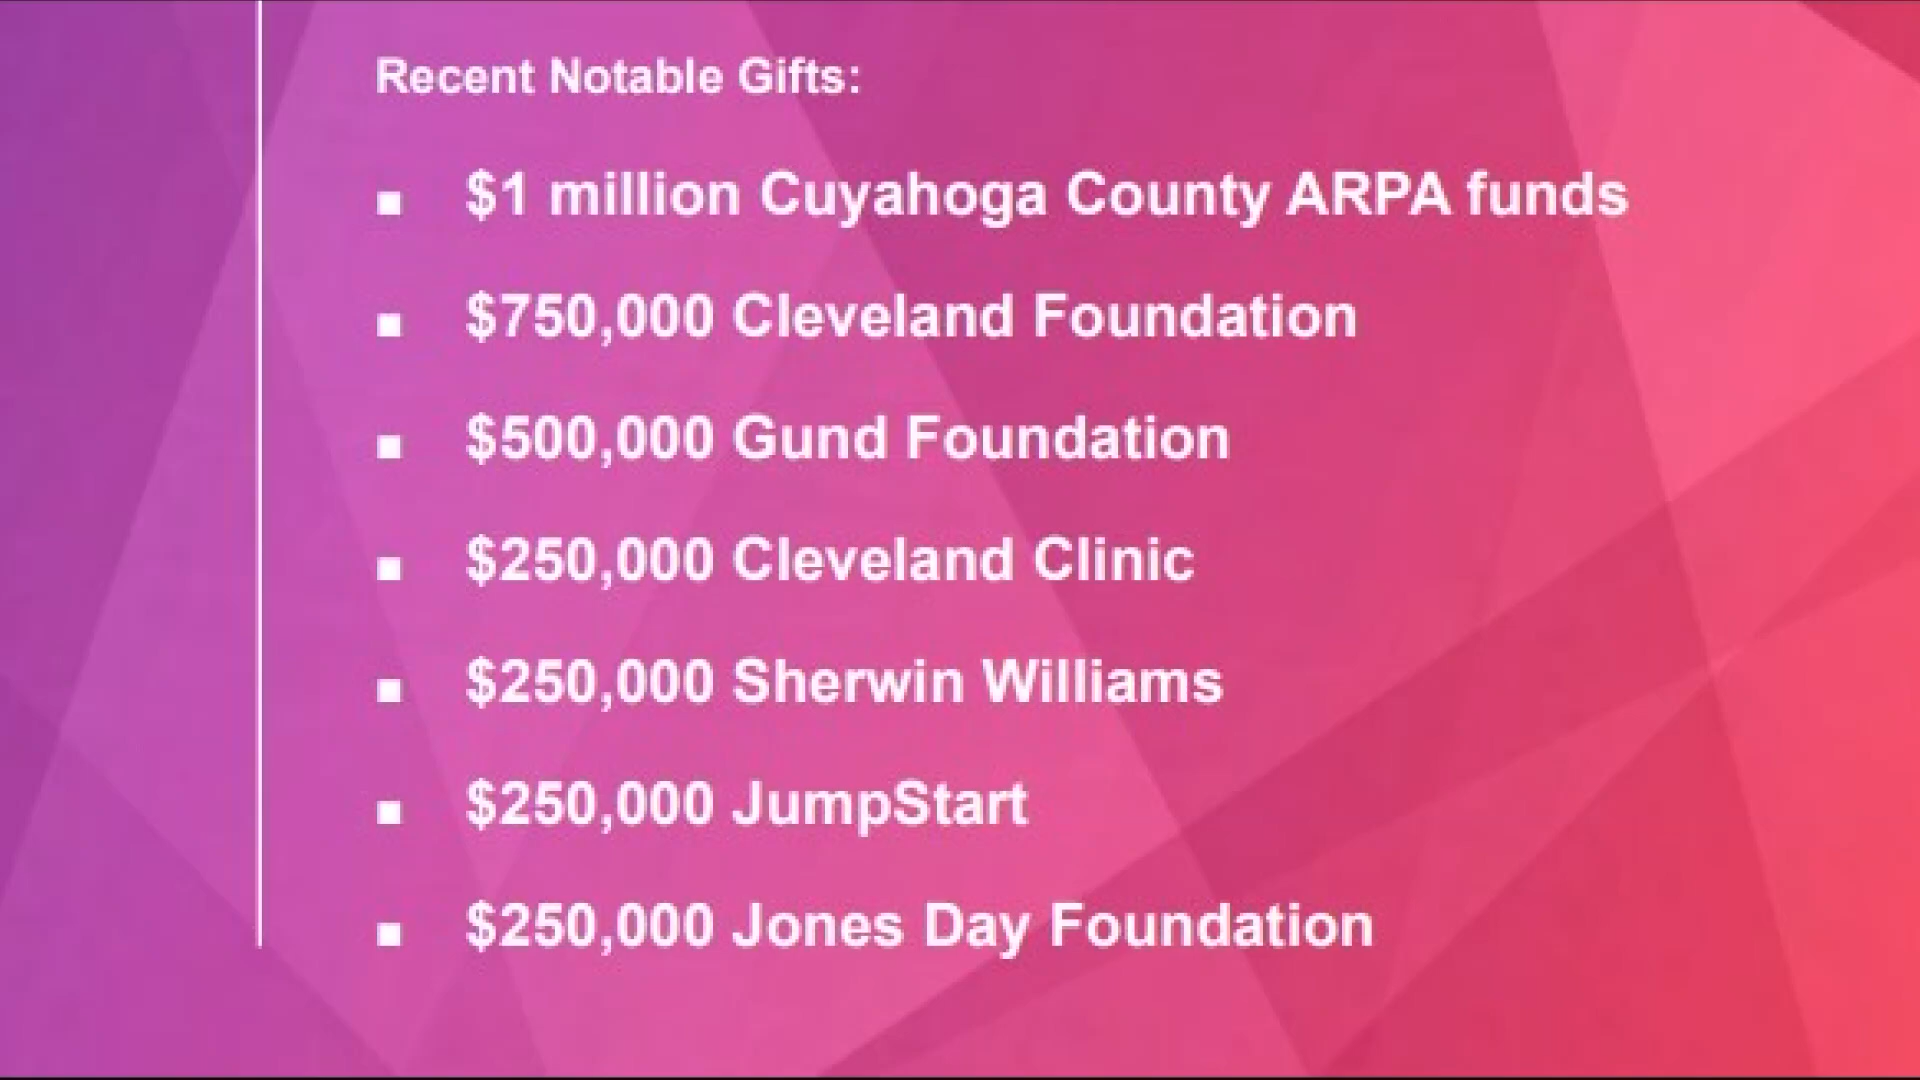 Recent Notable Gifts:
▪ $1 million Cuyahoga County ARPA funds
▪ $750,000 Cleveland Foundation
▪ $500,000 Gund Foundation
▪ $250,000 Cleveland Clinic
▪ $250,000 Sherwin Williams
▪ $250,000 JumpStart
▪ $250,000 Jones Day Foundation